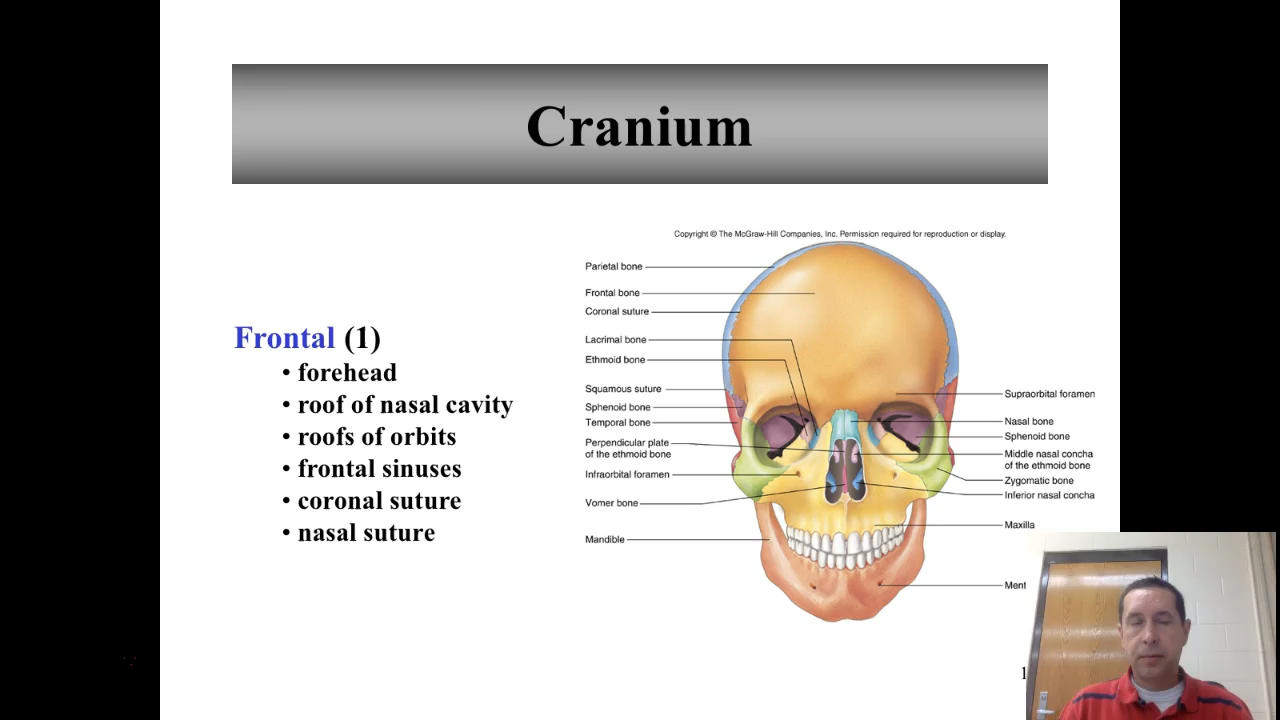 Cranium
Frontal (1)
• forehead
• roof of nasal cavity
• roofs of orbits
• frontal sinuses
• coronal suture
• nasal suture
Copyright © The McGraw-Hill Companies, Inc. Permission required for reproduction or display.
Parietal bone
Frontal bone
Coronal suture
Lacrimal bone
Ethmoid bone
Squamous suture
Sphenoid bone
Temporal bone
Perpendicular plate
of the ethmoid bone
Infraorbital foramen
Vomer bone
Mandible
Supraorbital foramen
Nasal bone
Sphenoid bone
Middle nasal concha
of the ethmoid bone
Zygomatic bone
Inferior nasal concha
Maxilla
Ment
1